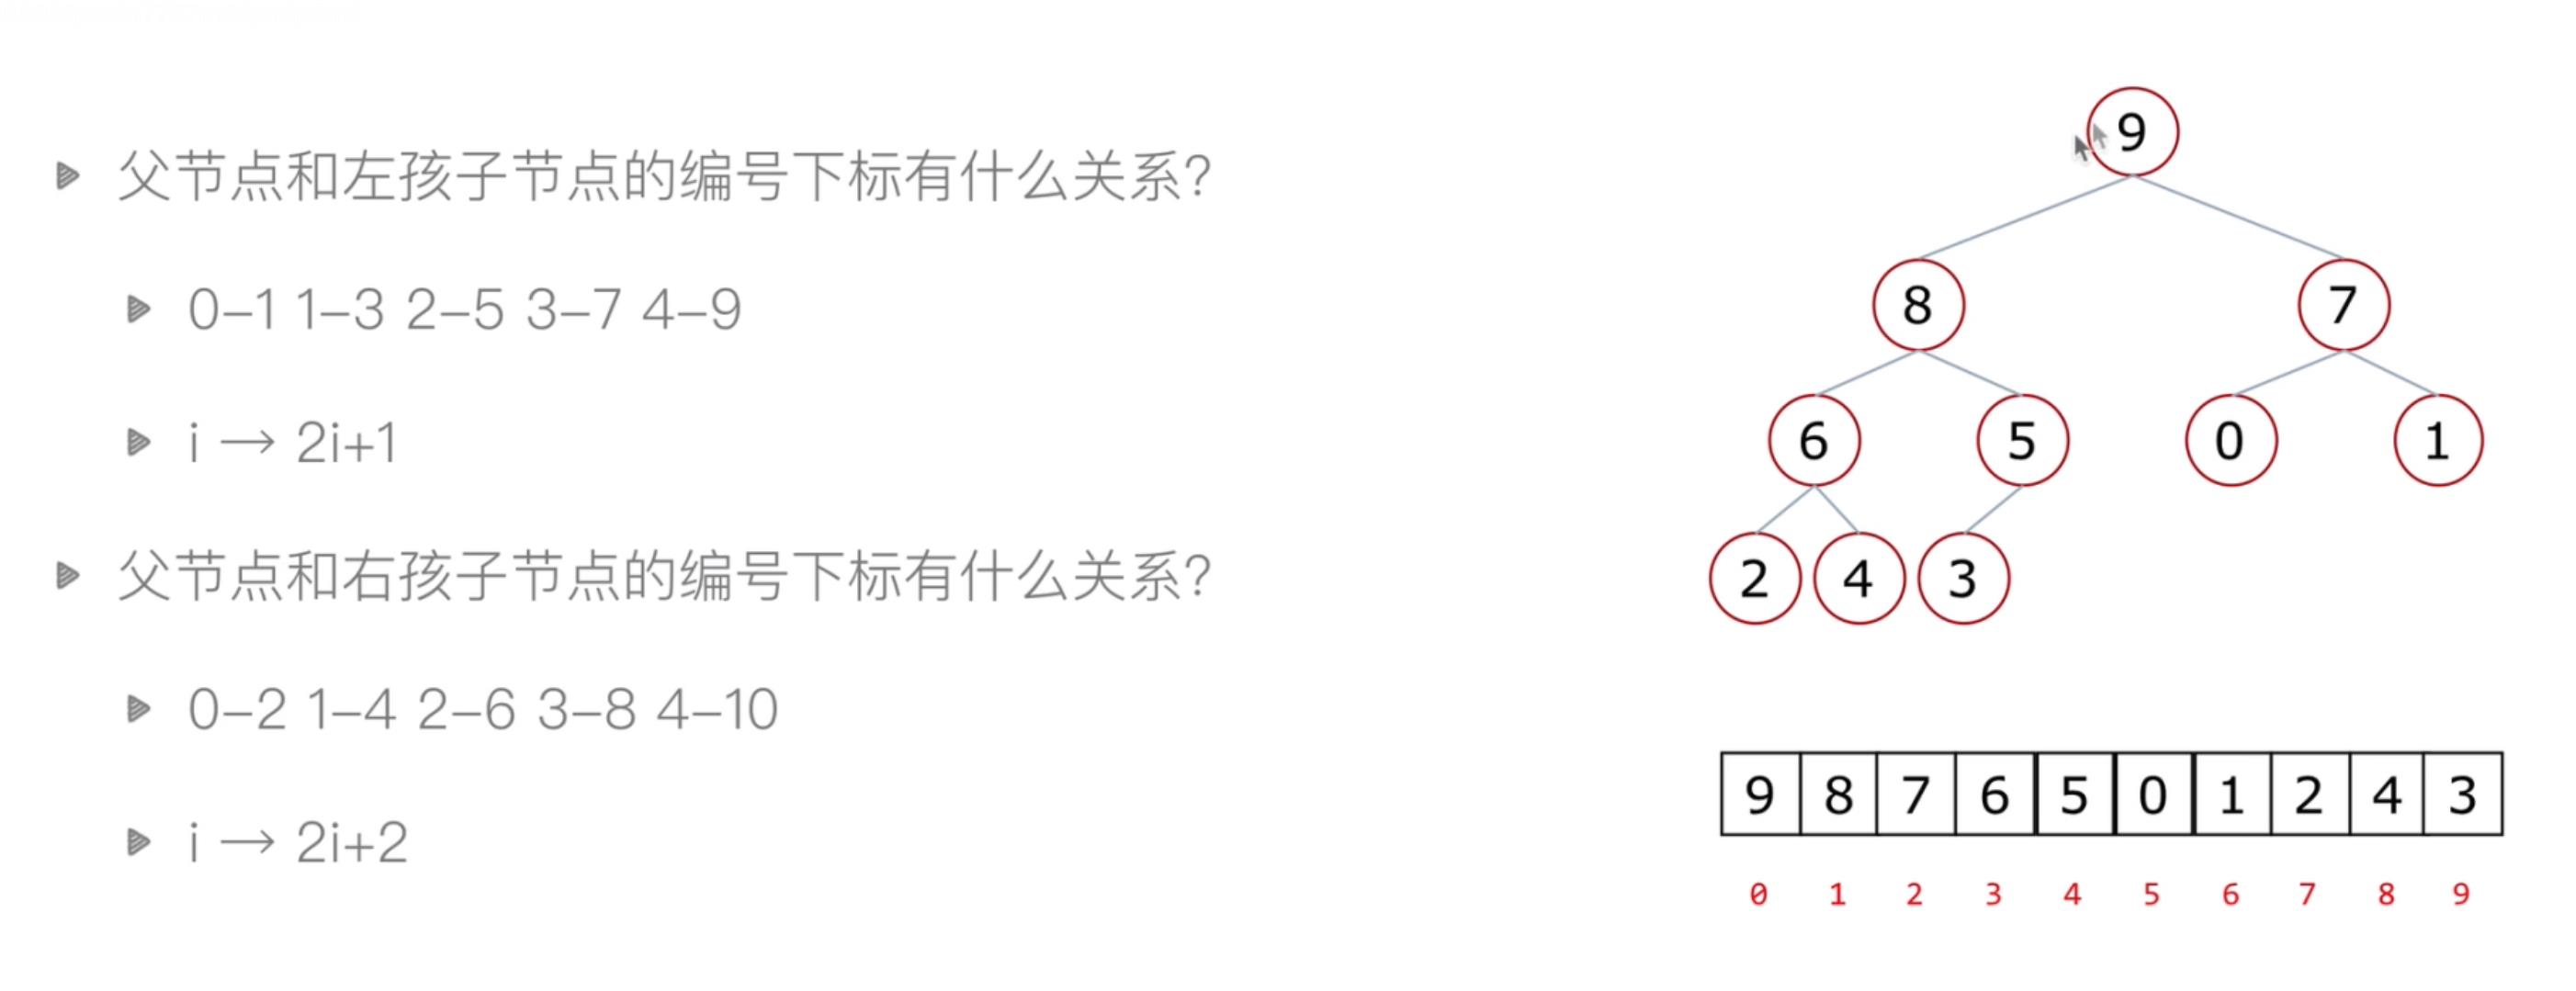 父节点和左孩子节点的编号下标有什么关系?
0–1 1–3 2–5 3–7 4–9
i → 2i+1
父节点和右孩子节点的编号下标有什么关系?
0–2 1–4 2–6 3–8 4–10
i → 2i+2
9
8 7
6 5 0 1
2 4 3
9 8 7 6 5 0 1 2 4 3
0 1 2 3 4 5 6 7 8 9